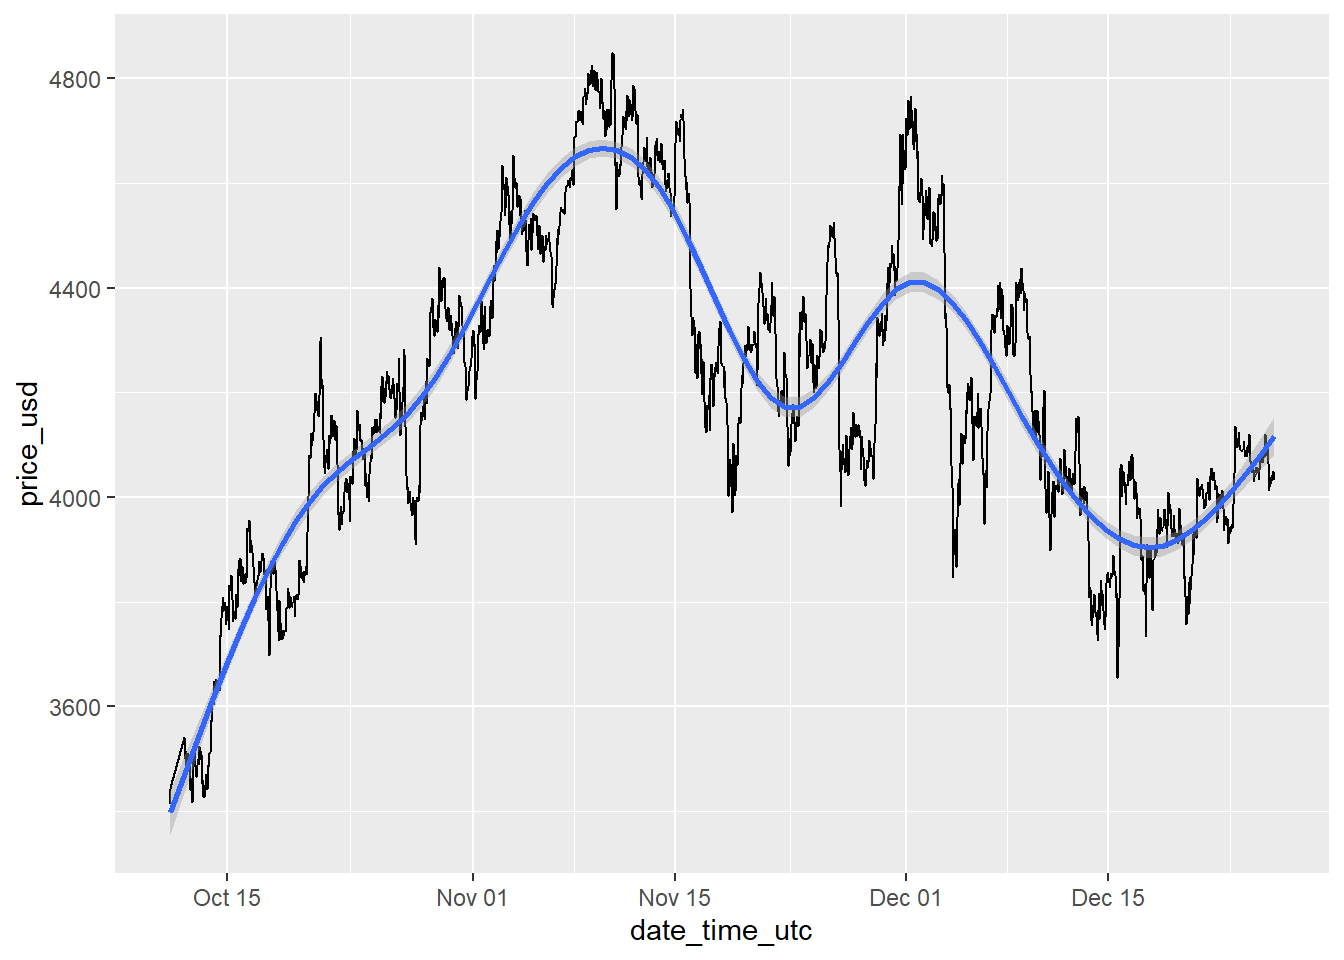 4800
4400
4000
3600
price_usd
Oct 15
Nov 01
Nov 15
Dec 01
Dec 15
date_time_utc